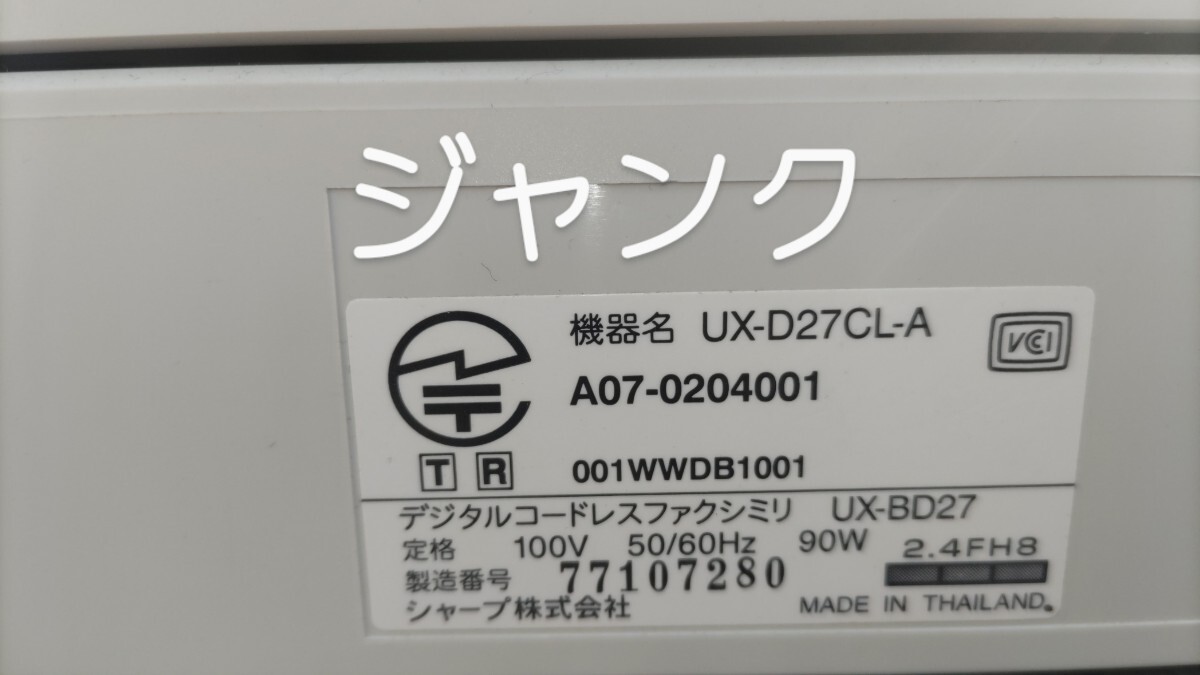 ジャンク
機器名 UX-D27CL-A
VCI
A07-0204001
T R 001WWDB1001
デジタルコードレスファクシミリ UX-BD27
定格 100V 50/60Hz 90W 2.4FH8
製造番号 77107280
シャープ株式会社 MADE IN THAILAND